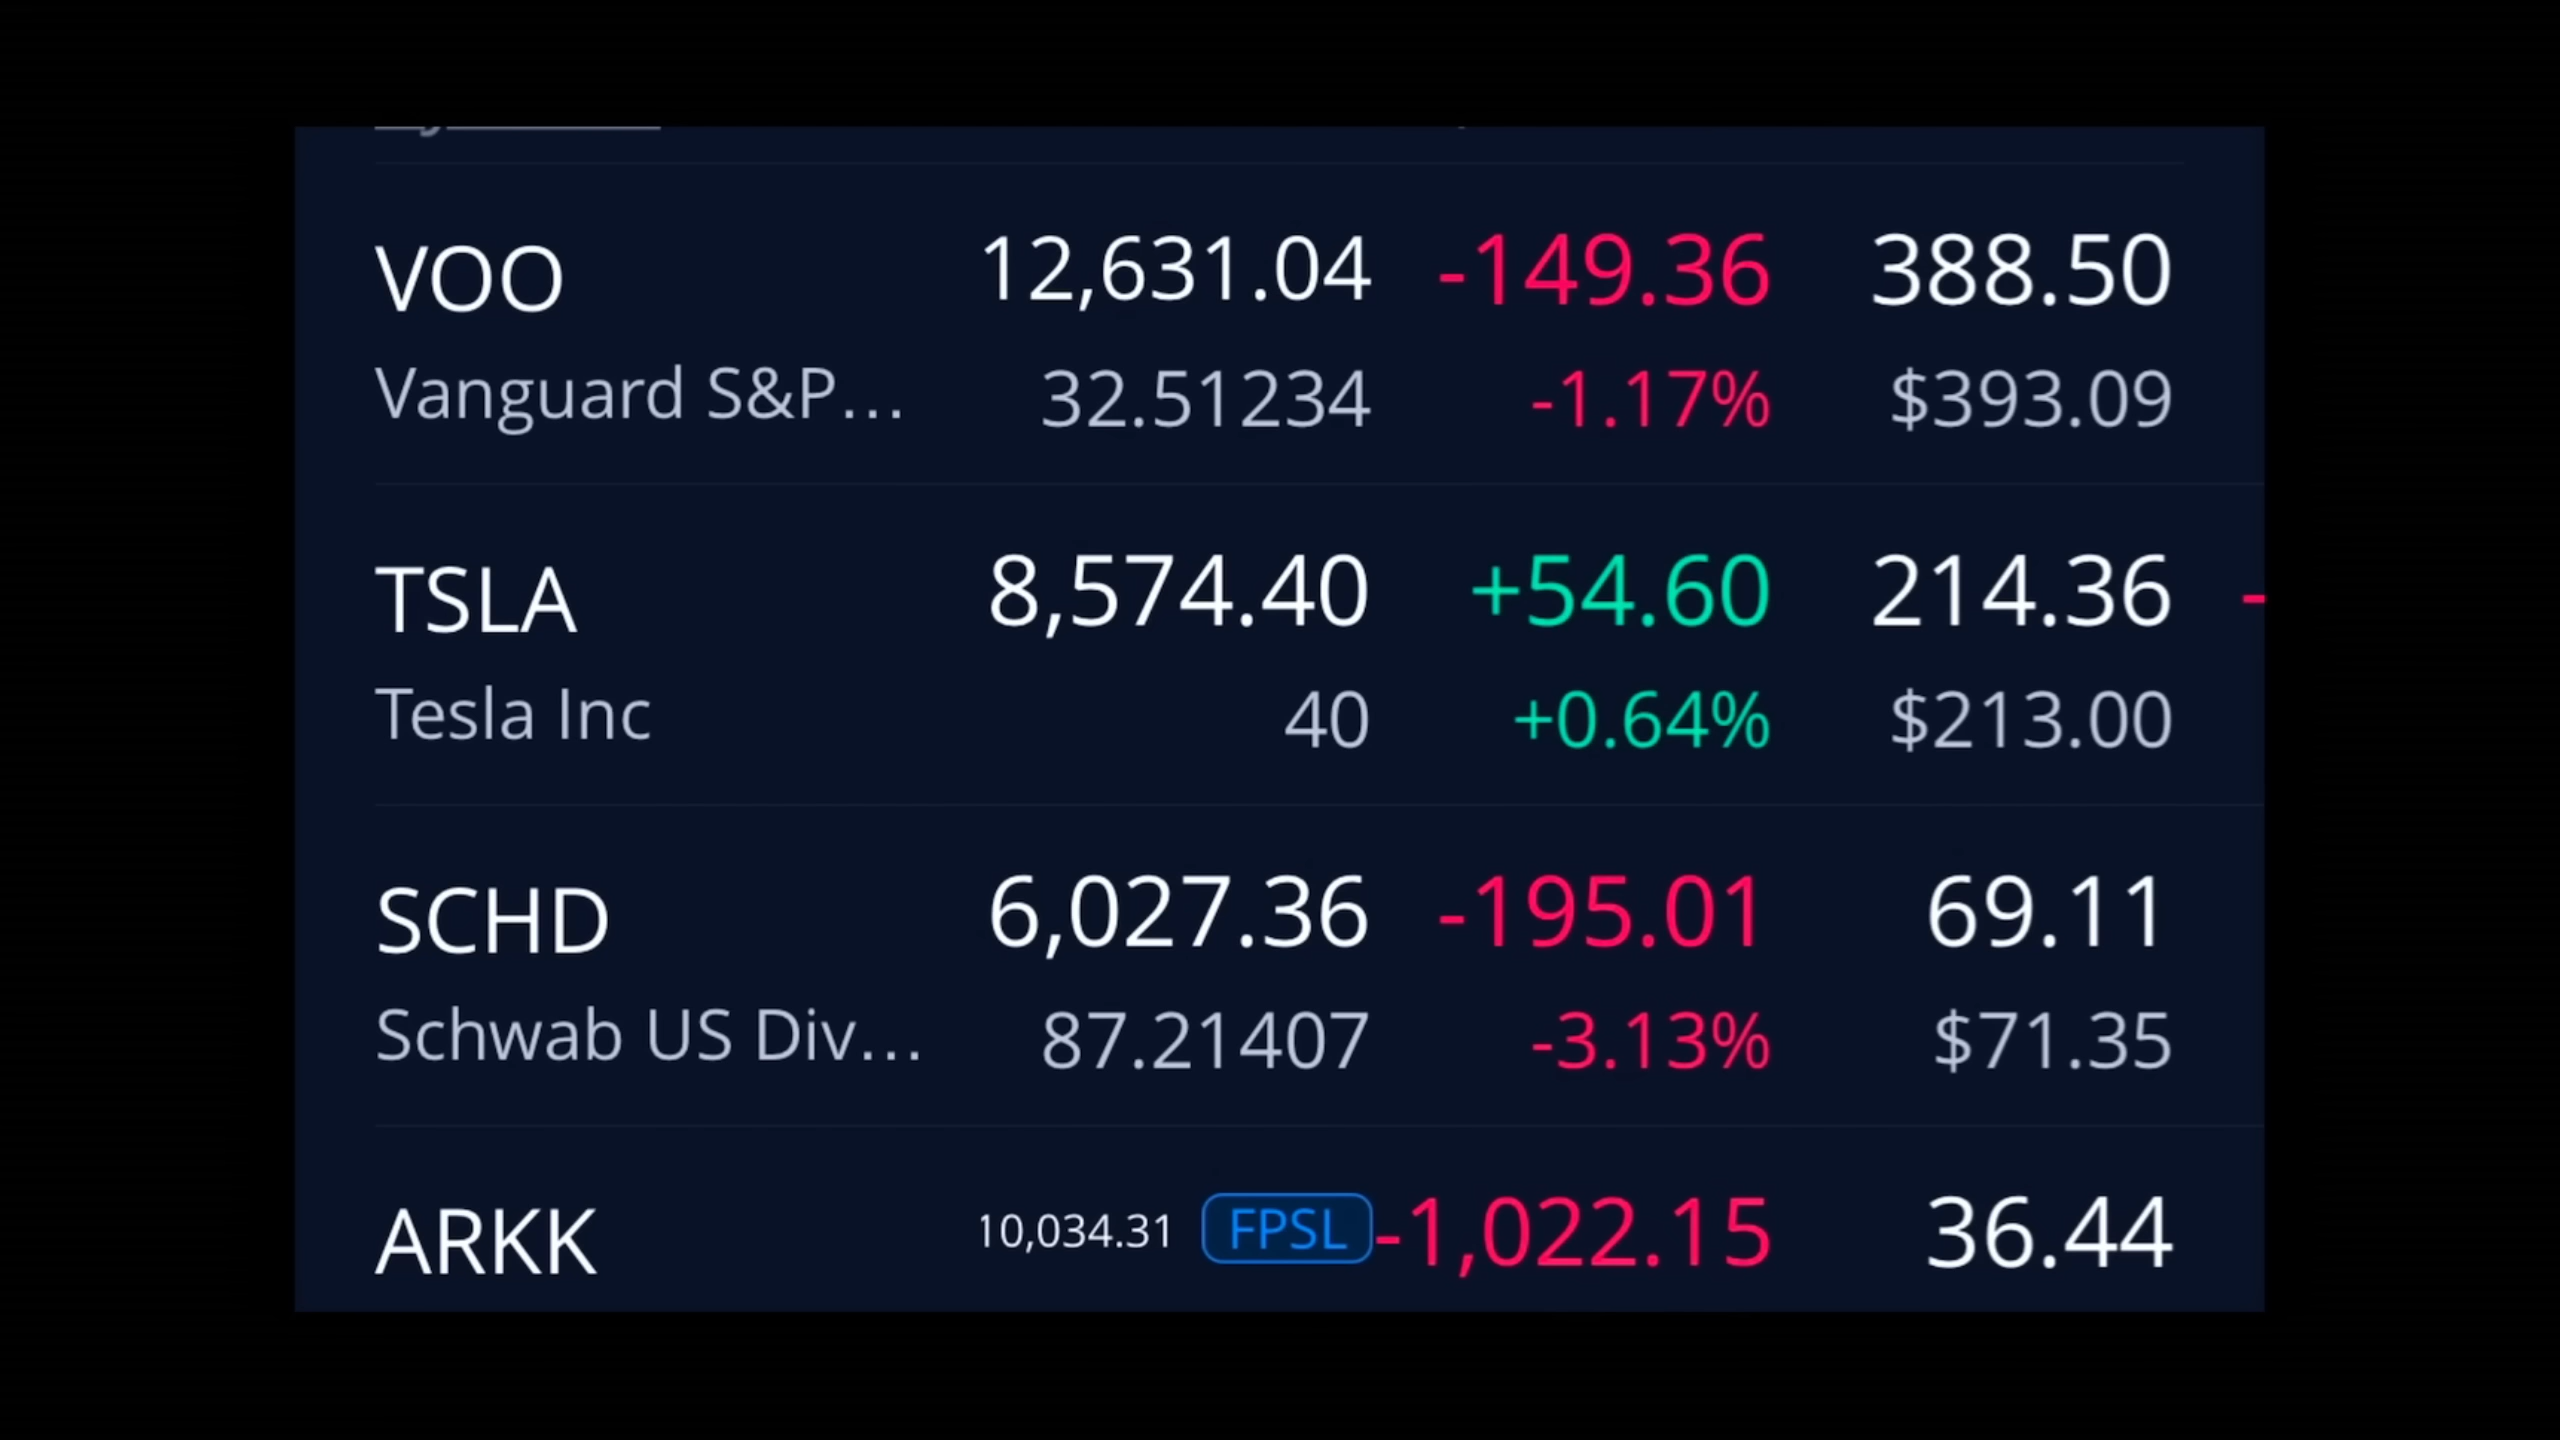 VOO 12,631.04 -149.36 388.50
Vanguard S&P... 32.51234 -1.17% $393.09
TSLA 8,574.40 +54.60 214.36 -
Tesla Inc 40 +0.64% $213.00
SCHD 6,027.36 -195.01 69.11
Schwab US Div... 87.21407 -3.13% $71.35
ARKK 10,034.31 FPSL -1,022.15 36.44